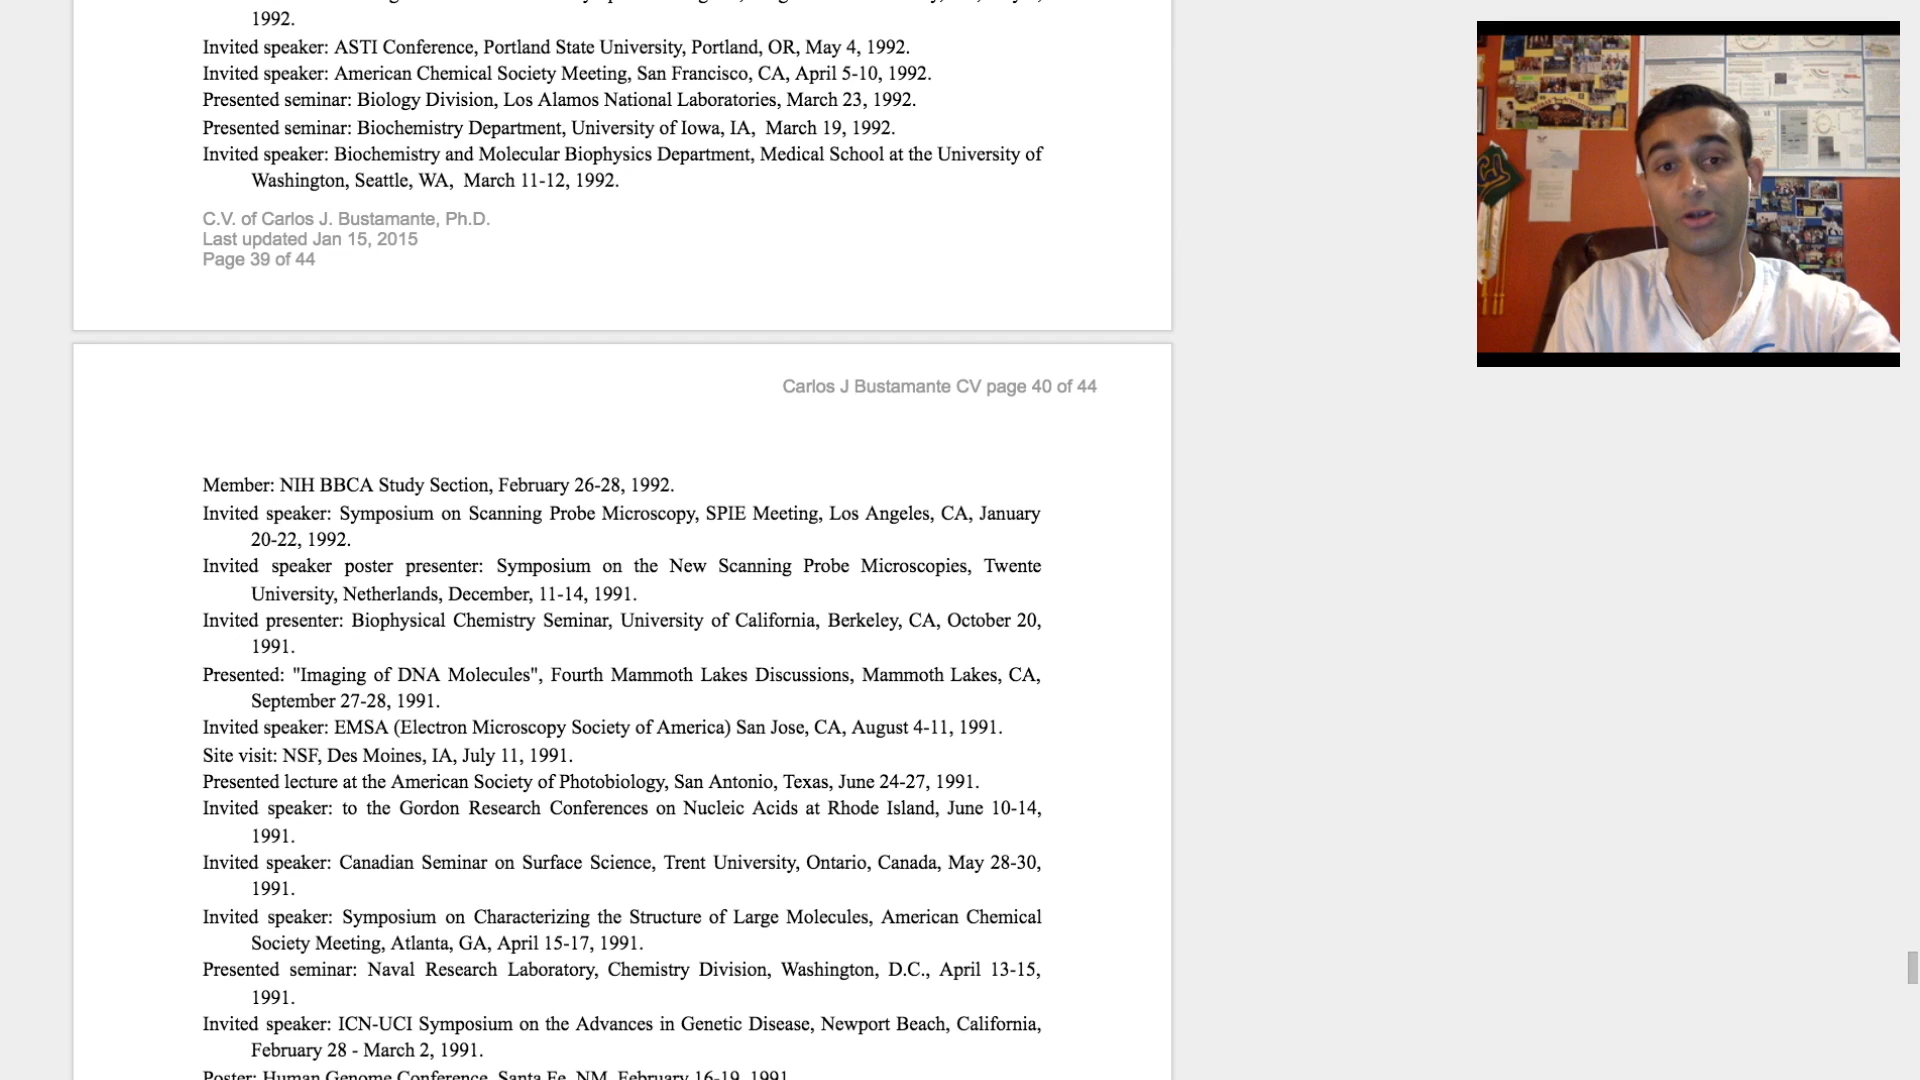 1992.
Invited speaker: ASTI Conference, Portland State University, Portland, OR, May 4, 1992.
Invited speaker: American Chemical Society Meeting, San Francisco, CA, April 5-10, 1992.
Presented seminar: Biology Division, Los Alamos National Laboratories, March 23, 1992.
Presented seminar: Biochemistry Department, University of Iowa, IA, March 19, 1992.
Invited speaker: Biochemistry and Molecular Biophysics Department, Medical School at the University of
Washington, Seattle, WA, March 11-12, 1992.
C.V. of Carlos J. Bustamante, Ph.D.
Last updated Jan 15, 2015
Page 39 of 44
Carlos J Bustamante CV page 40 of 44
Member: NIH BBCA Study Section, February 26-28, 1992.
Invited speaker: Symposium on Scanning Probe Microscopy, SPIE Meeting, Los Angeles, CA, January
20-22, 1992.
Invited speaker poster presenter: Symposium on the New Scanning Probe Microscopies, Twente
University, Netherlands, December, 11-14, 1991.
Invited presenter: Biophysical Chemistry Seminar, University of California, Berkeley, CA, October 20,
1991.
Presented: "Imaging of DNA Molecules", Fourth Mammoth Lakes Discussions, Mammoth Lakes, CA,
September 27-28, 1991.
Invited speaker: EMSA (Electron Microscopy Society of America) San Jose, CA, August 4-11, 1991.
Site visit: NSF, Des Moines, IA, July 11, 1991.
Presented lecture at the American Society of Photobiology, San Antonio, Texas, June 24-27, 1991.
Invited speaker: to the Gordon Research Conferences on Nucleic Acids at Rhode Island, June 10-14,
1991.
Invited speaker: Canadian Seminar on Surface Science, Trent University, Ontario, Canada, May 28-30,
1991.
Invited speaker: Symposium on Characterizing the Structure of Large Molecules, American Chemical
Society Meeting, Atlanta, GA, April 15-17, 1991.
Presented seminar: Naval Research Laboratory, Chemistry Division, Washington, D.C., April 13-15,
1991.
Invited speaker: ICN-UCI Symposium on the Advances in Genetic Disease, Newport Beach, California,
February 28 - March 2, 1991.
Poster: Human Genome Conference, Santa Fe, NM, February 16-19, 1991.